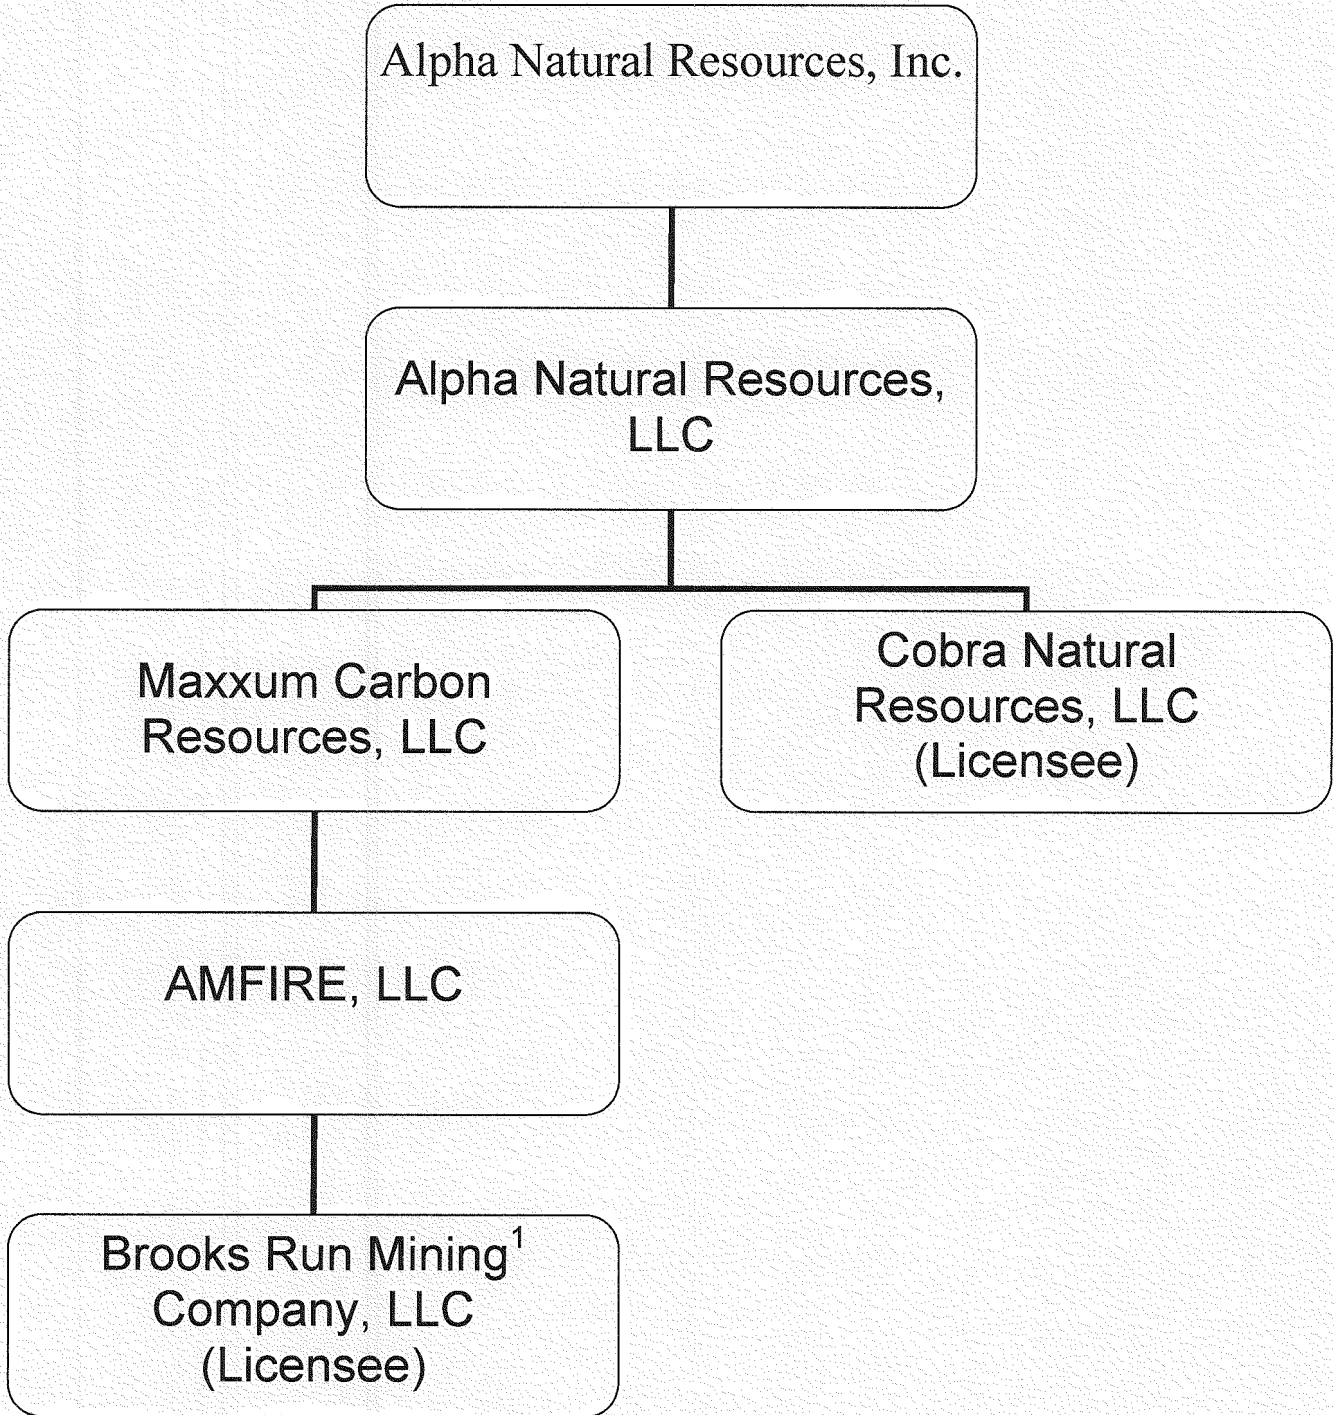 Alpha Natural Resources, Inc.
Alpha Natural Resources,
LLC
Maxxum Carbon
Resources, LLC
Cobra Natural
Resources, LLC
(Licensee)
AMFIRE, LLC
Brooks Run Mining¹
Company, LLC
(Licensee)